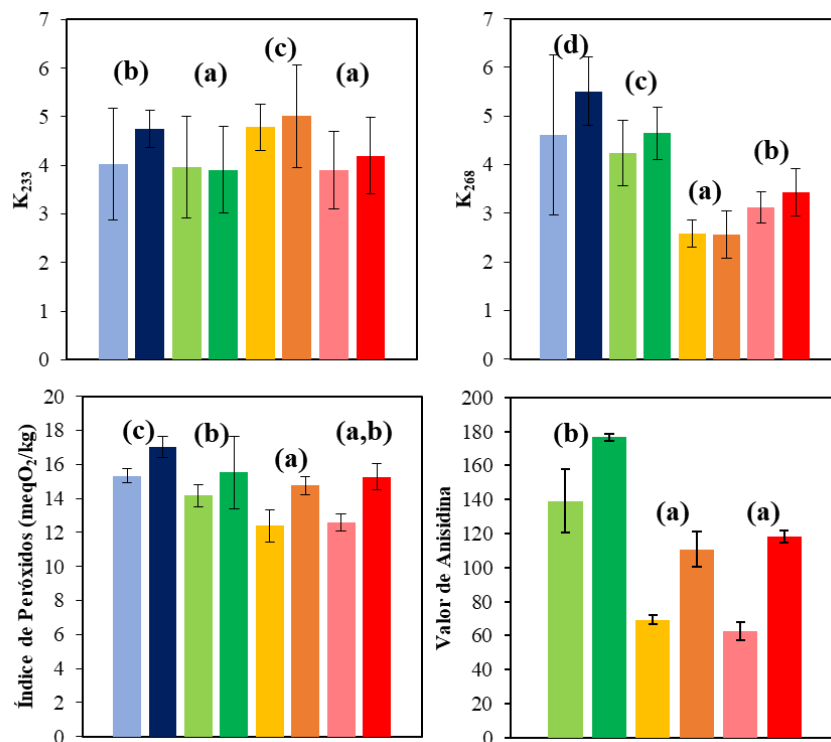 K233
7
6
5
4
3
2
1
0
(b)
(a)
(c)
(a)
K268
7
6
5
4
3
2
1
0
(d)
(c)
(a)
(b)
Índice de Peróxidos (meqO2/kg)
20
18
16
14
12
10
8
6
4
2
0
(c)
(b)
(a)
(a,b)
Valor de Anisidina
200
180
160
140
120
100
80
60
40
20
0
(b)
(a)
(a)